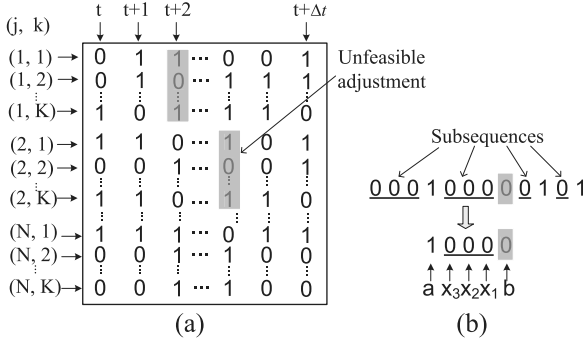 (j, k) t t+1 t+2 t+Δt
(1, 1) 0 1 1 ... 0 0 1
(1, 2) 0 1 0 ... 1 1 1
(1, K) 1 0 1 ... 1 1 0
(2, 1) 1 1 0 ... 1 0 1
(2, 2) 0 0 1 ... 0 0 1
(2, K) 1 1 0 ... 1 1 0
(N, 1) 1 1 1 ... 0 1 1
(N, 2) 0 0 1 ... 1 0 0
(N, K) 0 0 1 ... 1 0 0
Unfeasible
adjustment
(a)
Subsequences
0 0 0 1 0 0 0 0 0 1 0 1
1 0 0 0 0
a x3 x2 x1 b
(b)